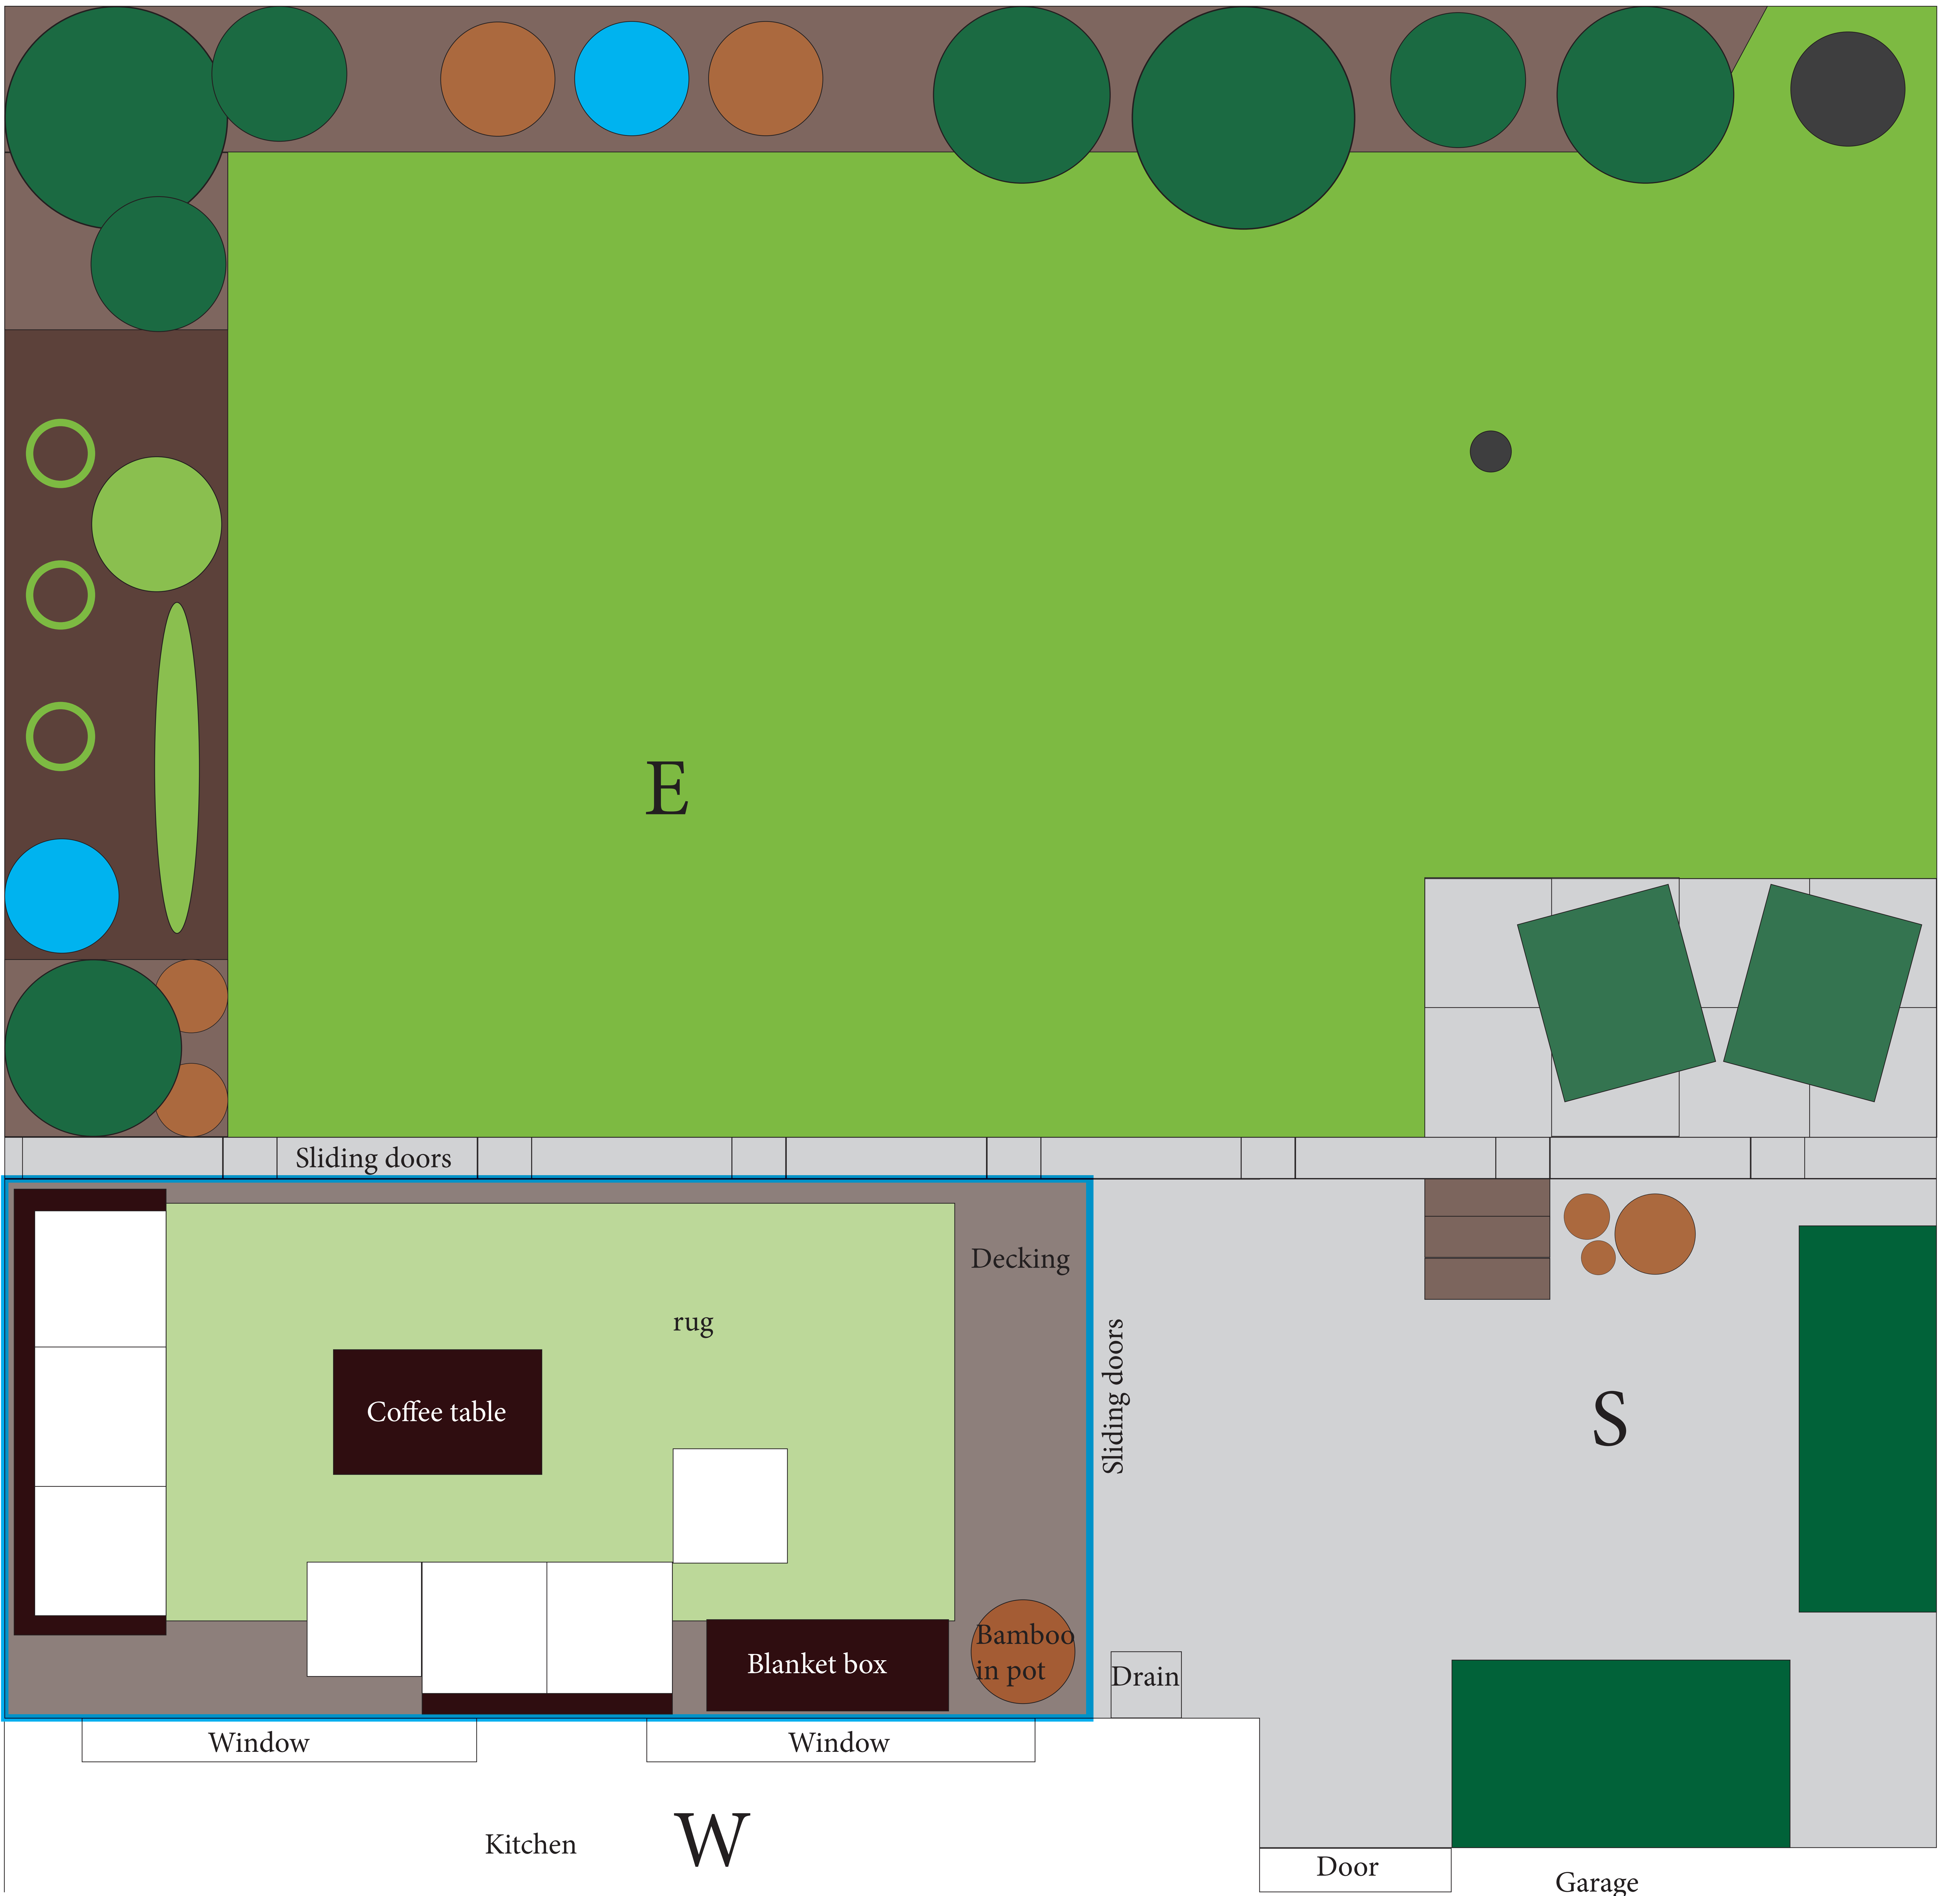 E
Sliding doors
Decking
rug
Sliding doors
Coffee table
S
Bamboo
in pot
Blanket box
Drain
Window
Window
Kitchen
W
Door
Garage